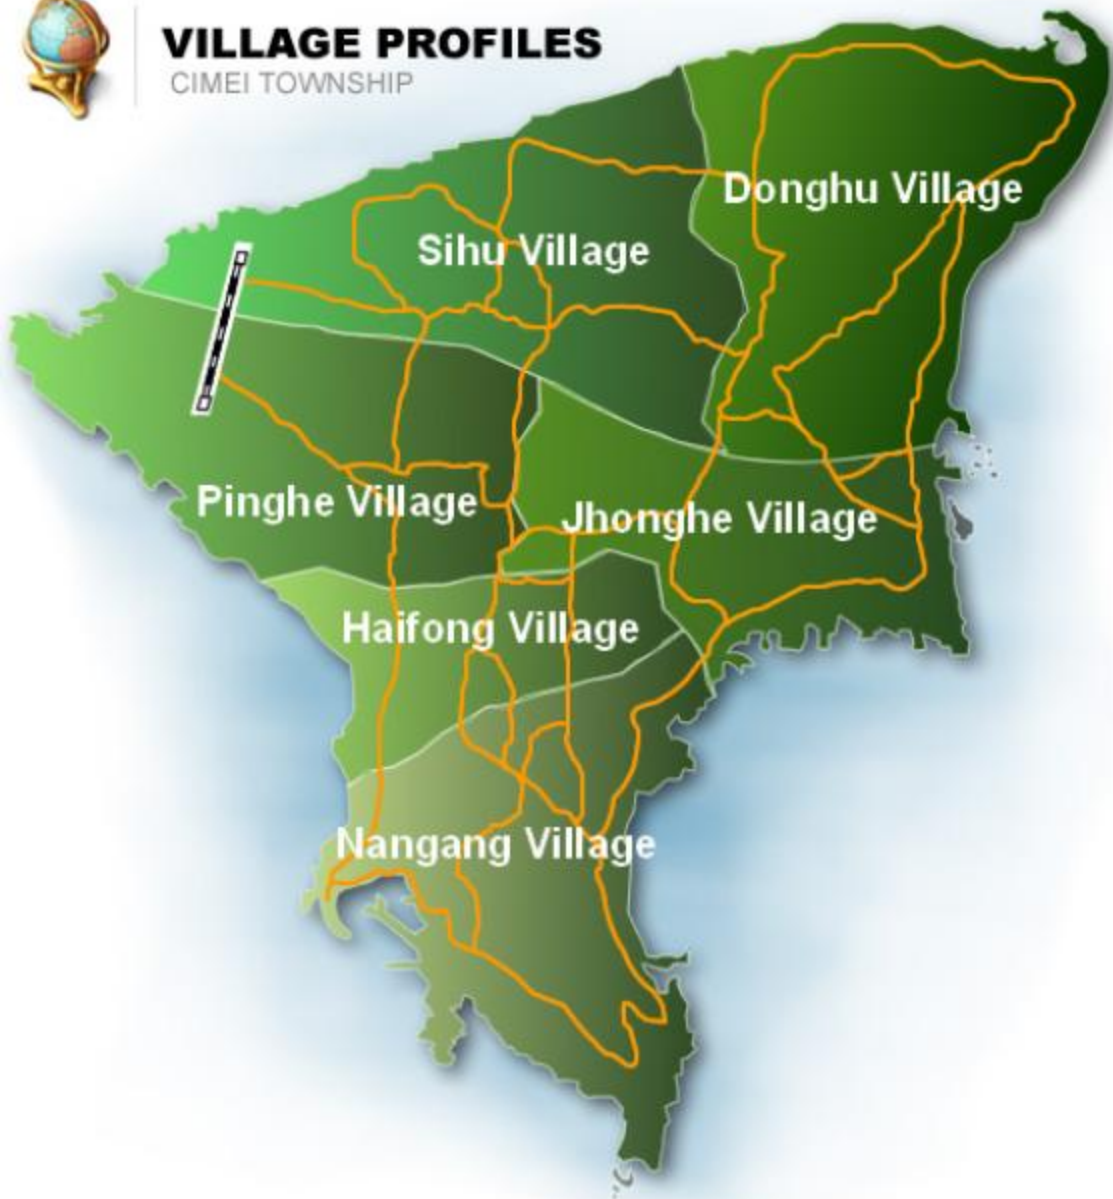 VILLAGE PROFILES
CIMEI TOWNSHIP
Donghu Village
Sihu Village
Pinghe Village
Jhonghe Village
Haifong Village
Nangang Village